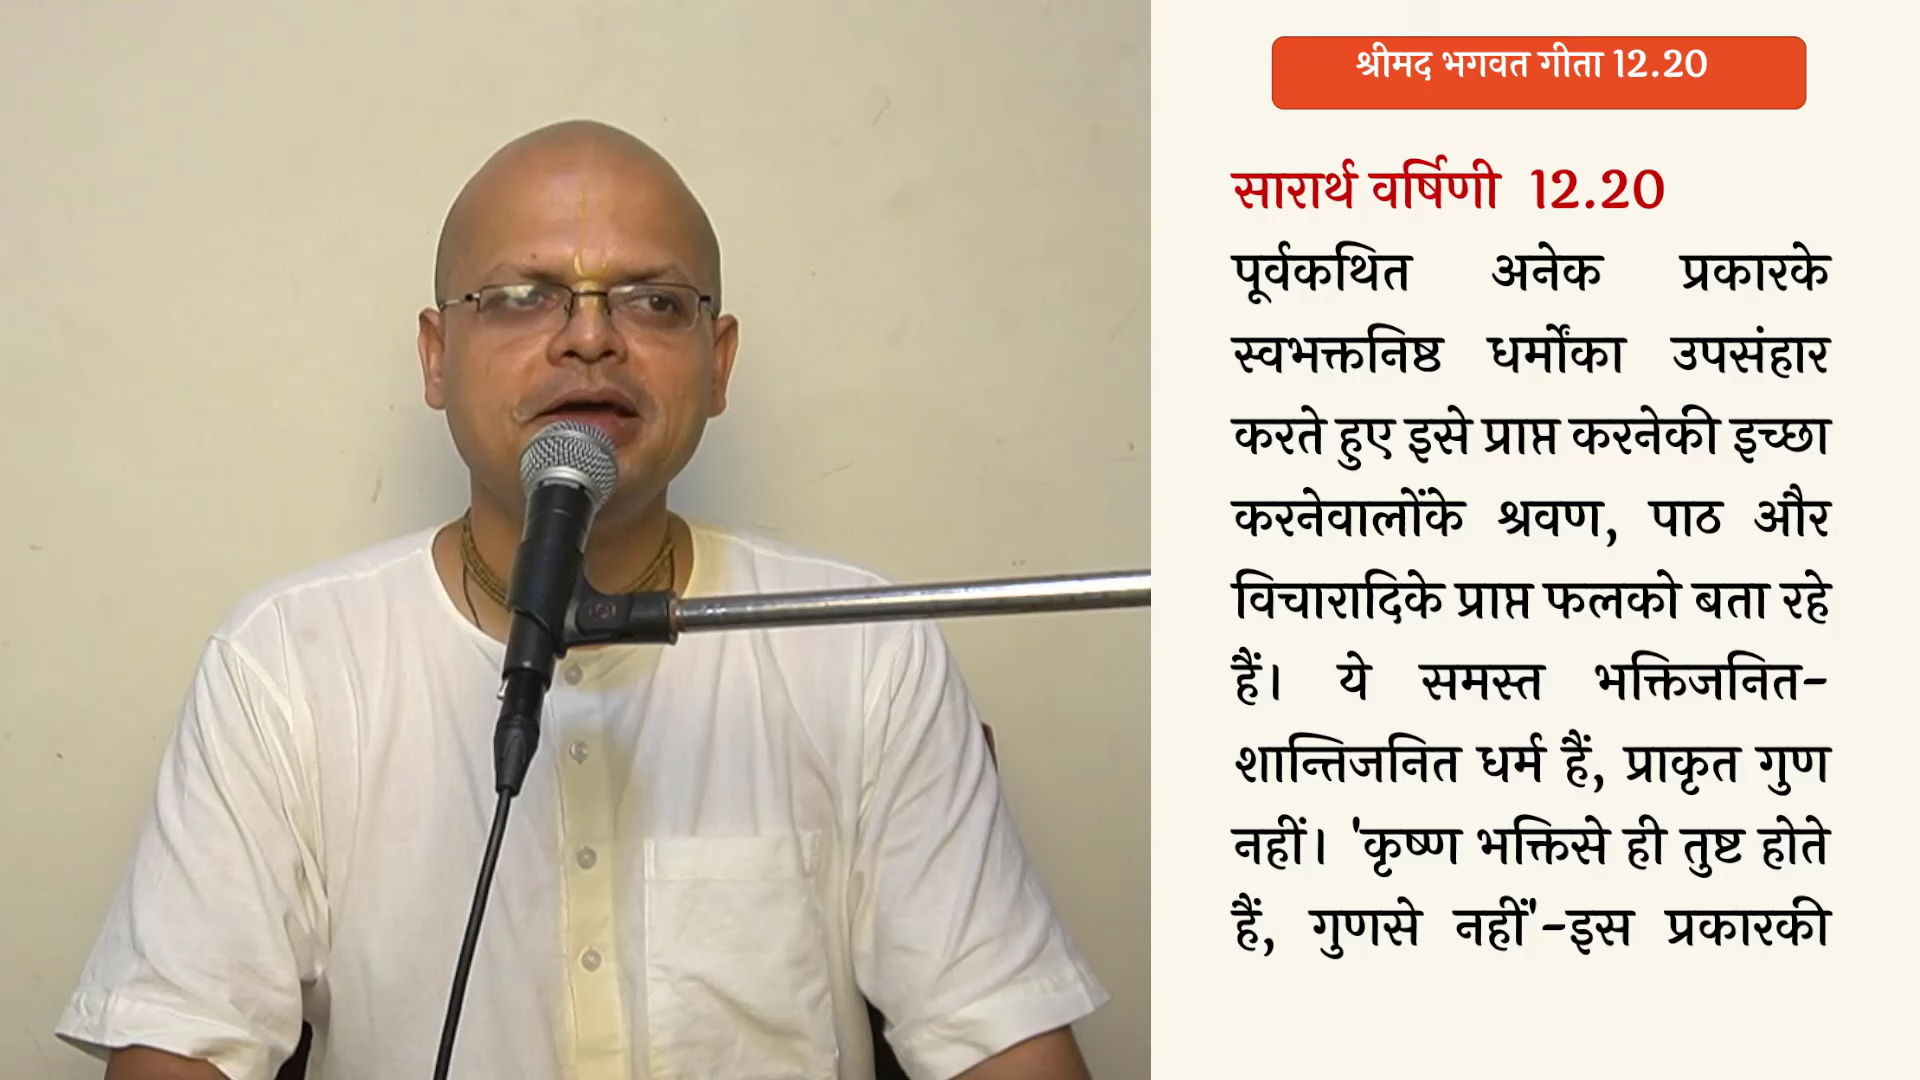 श्रीमद भगवत गीता 12.20
सारार्थ वर्षिणी 12.20
पूर्वकथित अनेक प्रकारके
स्वभक्तनिष्ठ धर्मोंका उपसंहार
करते हुए इसे प्राप्त करनेकी इच्छा
करनेवालोंके श्रवण, पाठ और
विचारादिके प्राप्त फलको बता रहे
हैं। ये समस्त भक्तिजनित-
शान्तिजनित धर्म हैं, प्राकृत गुण
नहीं। 'कृष्ण भक्तिसे ही तुष्ट होते
हैं, गुणसे नहीं'-इस प्रकारकी